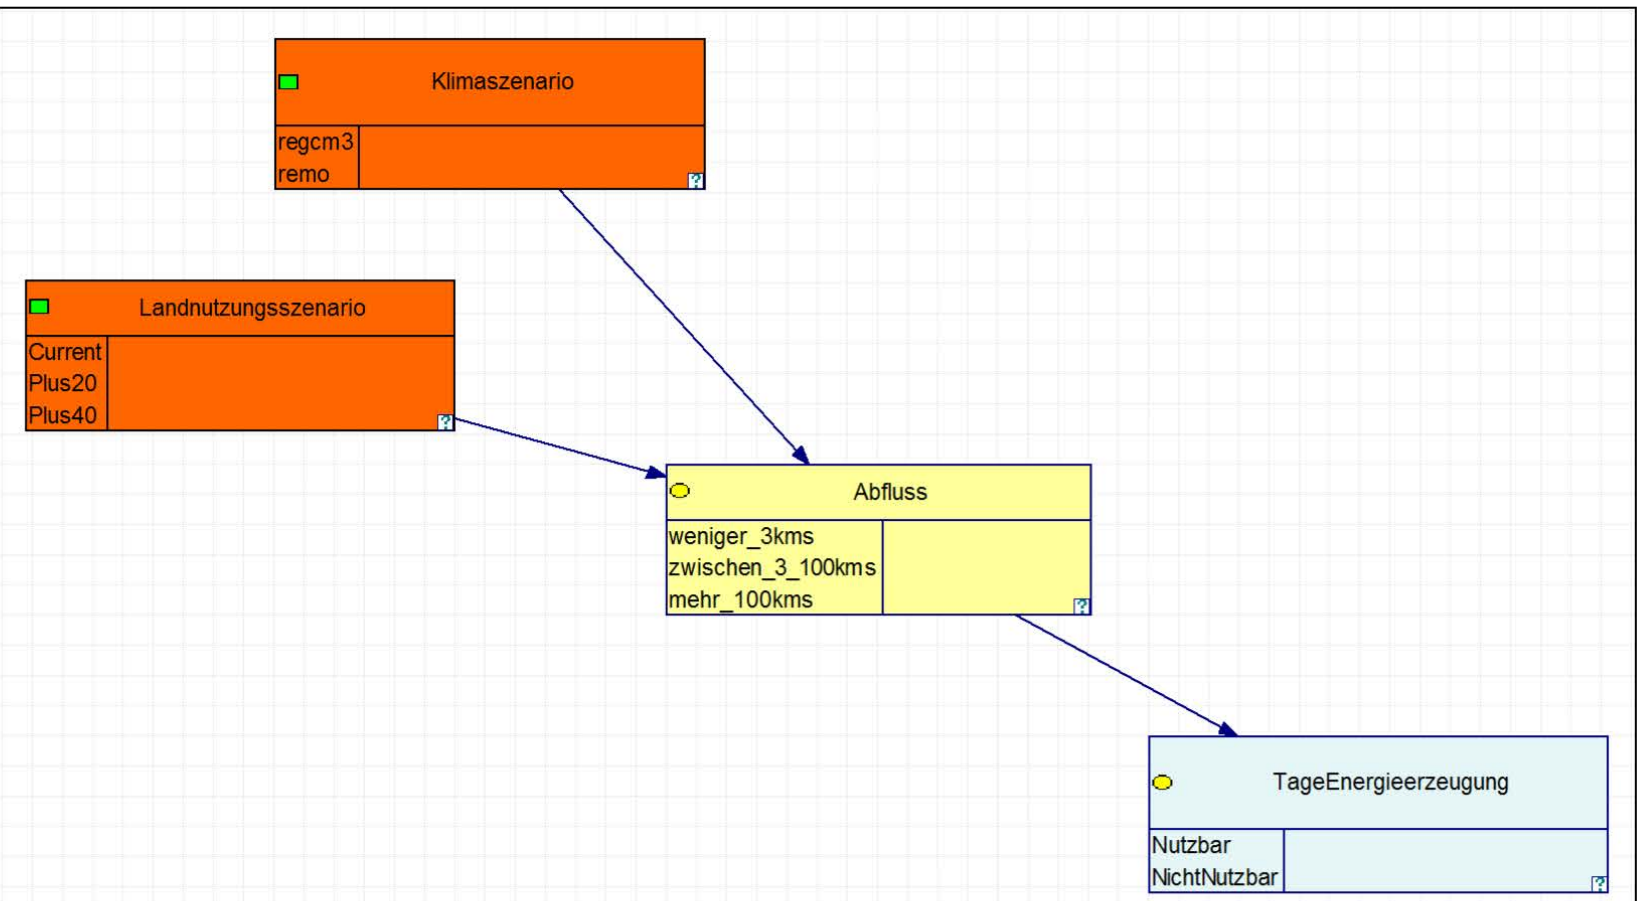 Klimaszenario
regcm3
remo
?
Landnutzungsszenario
Current
Plus20
Plus40
?
Abfluss
weniger_3kms
zwischen_3_100kms
mehr_100kms
?
TageEnergieerzeugung
Nutzbar
NichtNutzbar
?